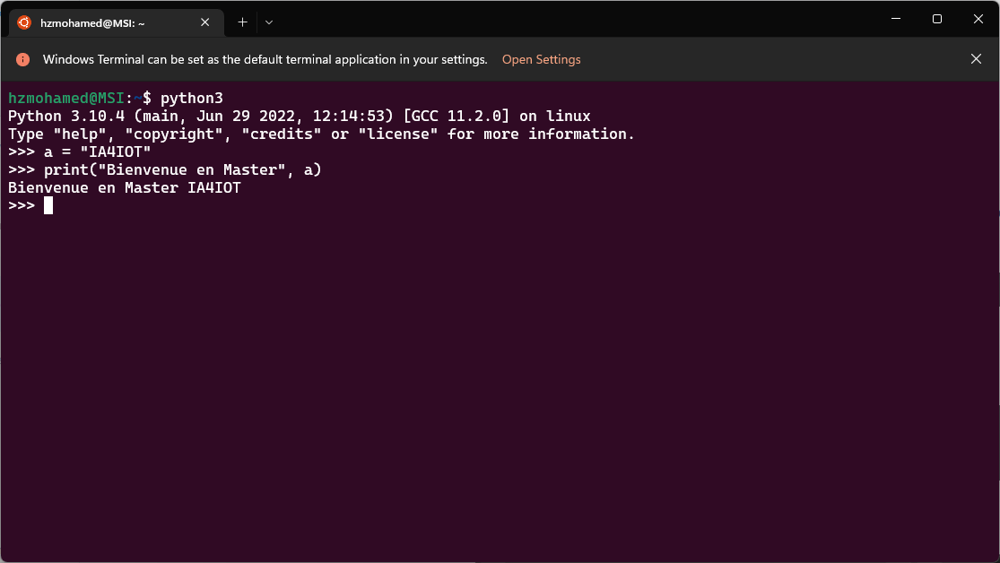 hzmohamed@MSI: ~
Windows Terminal can be set as the default terminal application in your settings. Open Settings
hzmohamed@MSI:~$ python3
Python 3.10.4 (main, Jun 29 2022, 12:14:53) [GCC 11.2.0] on linux
Type "help", "copyright", "credits" or "license" for more information.
>>> a = "IA4IOT"
>>> print("Bienvenue en Master", a)
Bienvenue en Master IA4IOT
>>>